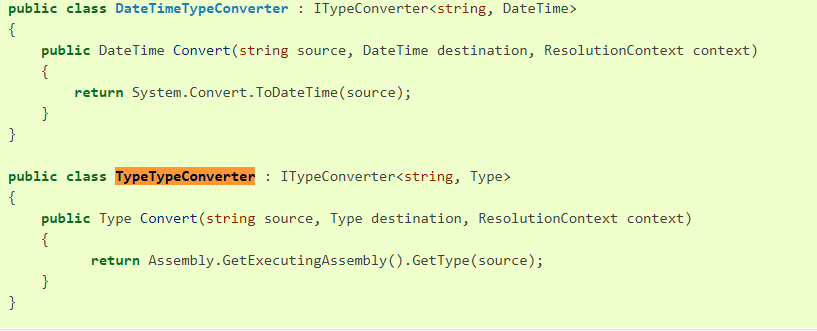 public class DateTimeTypeConverter : ITypeConverter<string, DateTime>
{
    public DateTime Convert(string source, DateTime destination, ResolutionContext context)
    {
        return System.Convert.ToDateTime(source);
    }
}

public class TypeTypeConverter : ITypeConverter<string, Type>
{
    public Type Convert(string source, Type destination, ResolutionContext context)
    {
          return Assembly.GetExecutingAssembly().GetType(source);
    }
}